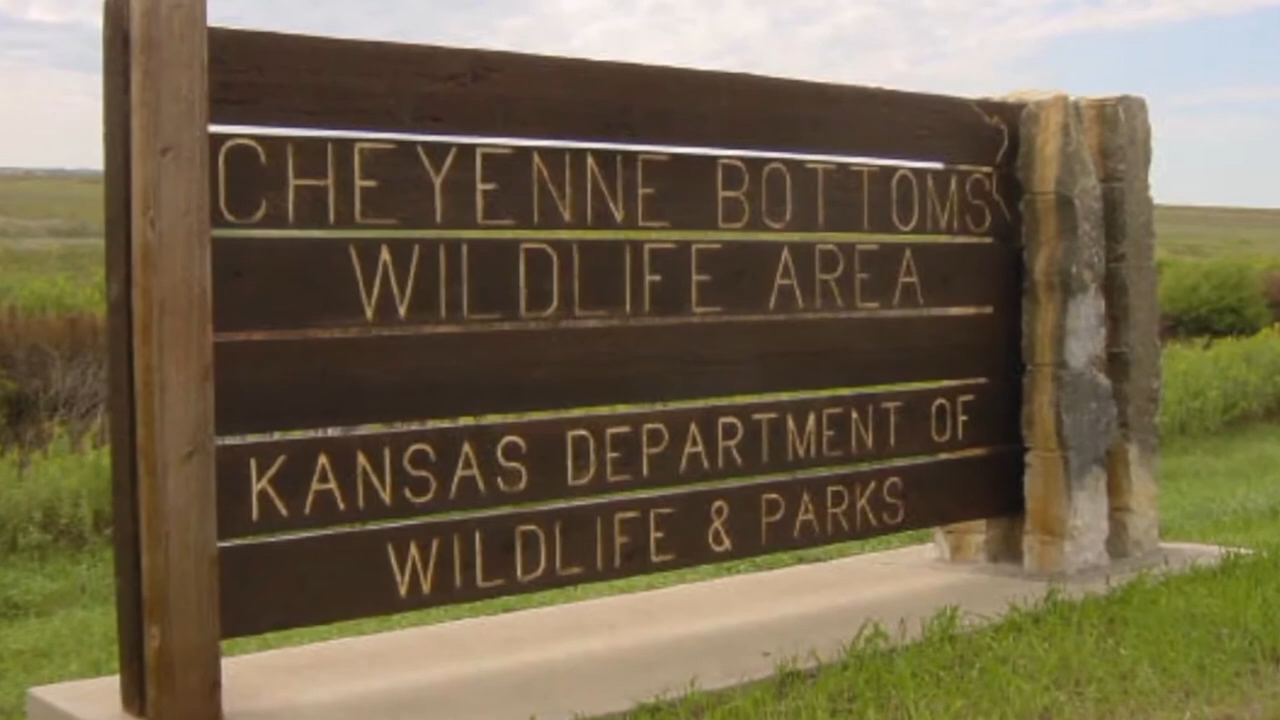 CHEYENNE BOTTOMS
WILDLIFE AREA
KANSAS DEPARTMENT OF
WILDLIFE & PARKS